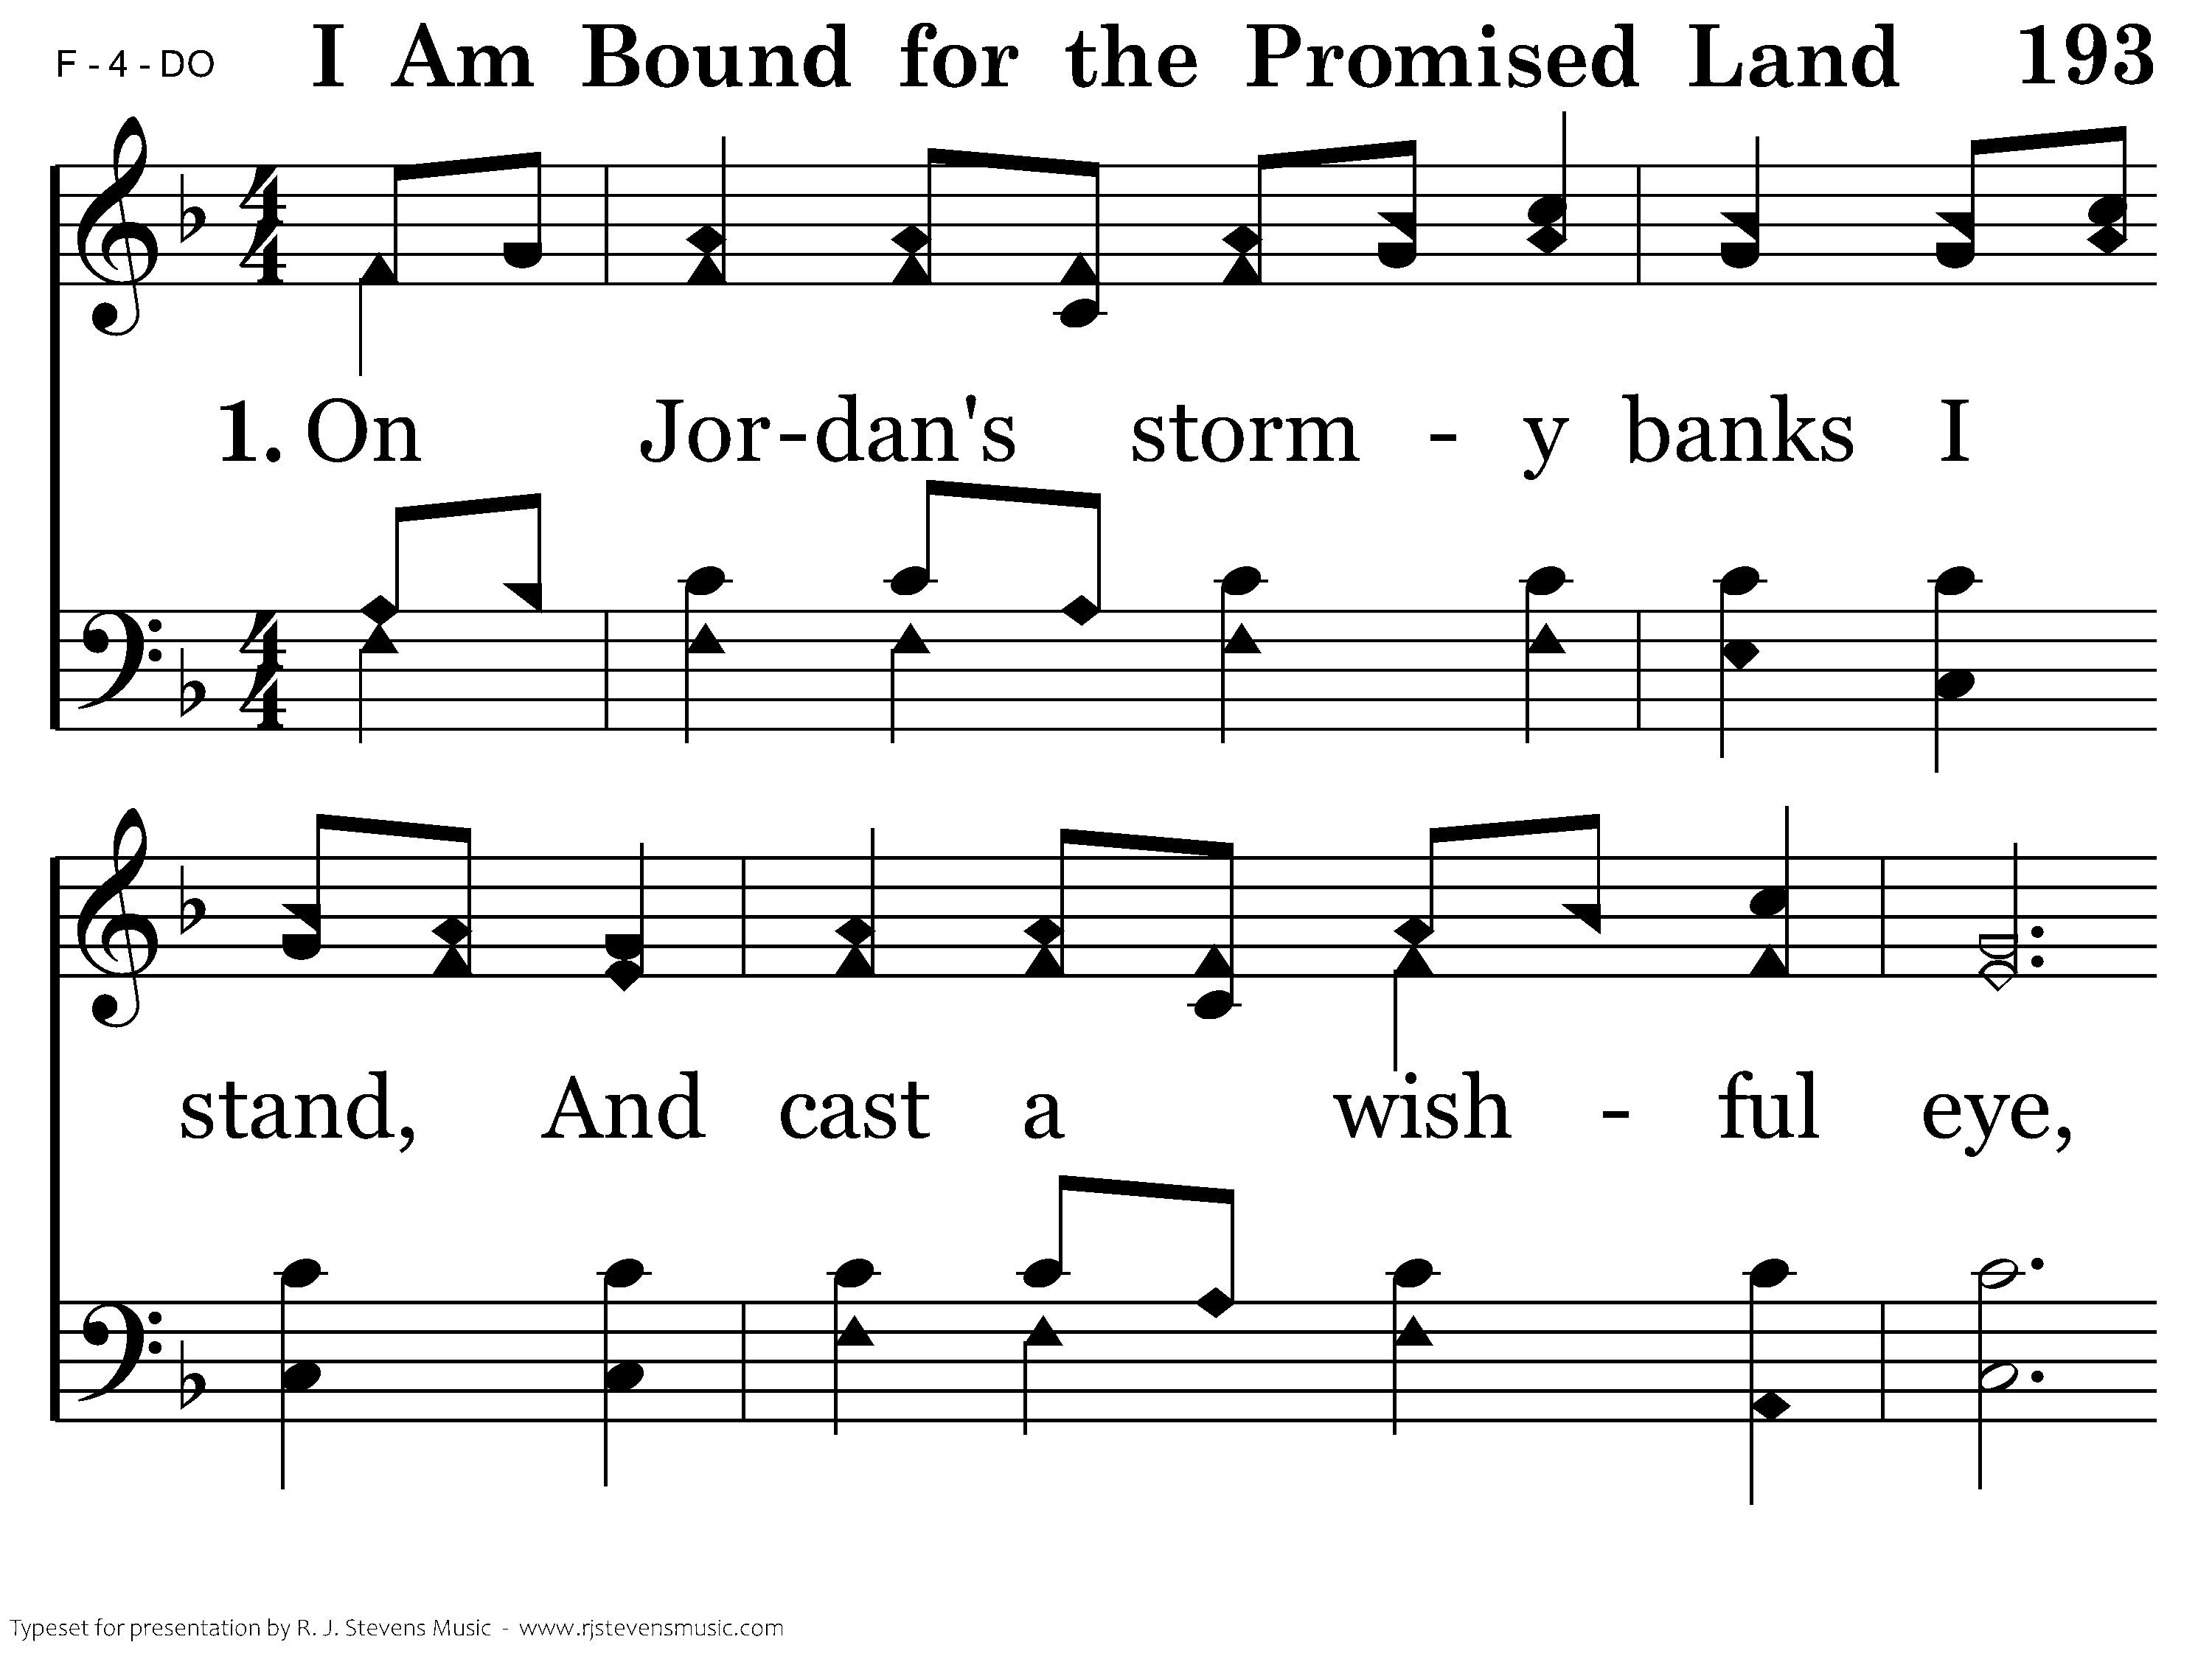 F - 4 - DO I Am Bound for the Promised Land 193
1. On Jor-dan's storm - y banks I
stand, And cast a wish - ful eye,
Typeset for presentation by R. J. Stevens Music - www.rjstevensmusic.com